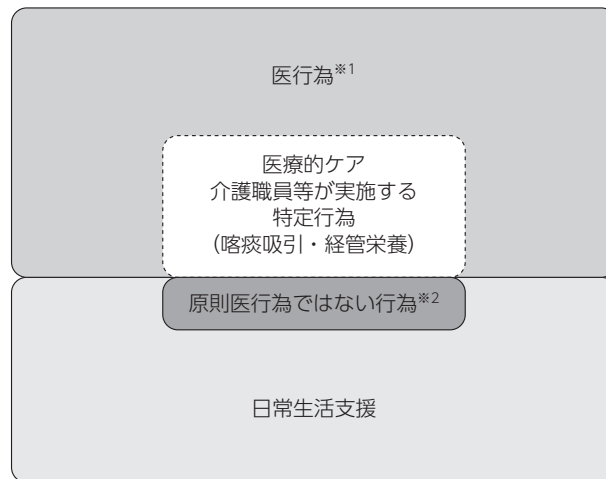 医行為※1
医療的ケア
介護職員等が実施する
特定行為
（喀痰吸引・経管栄養）
原則医行為ではない行為※2
日常生活支援